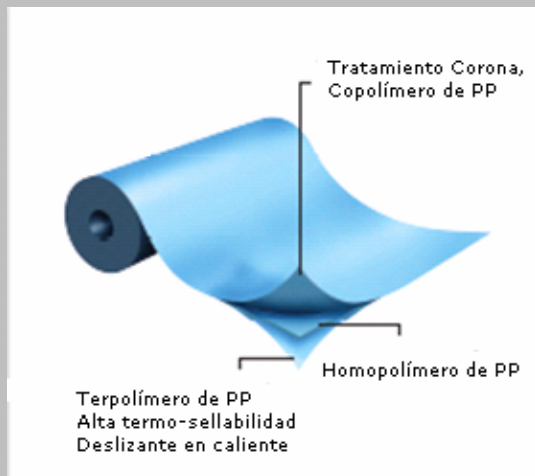 Tratamiento Corona,
Copolímero de PP
Homopolímero de PP
Terpolímero de PP
Alta termo-sellabilidad
Deslizante en caliente